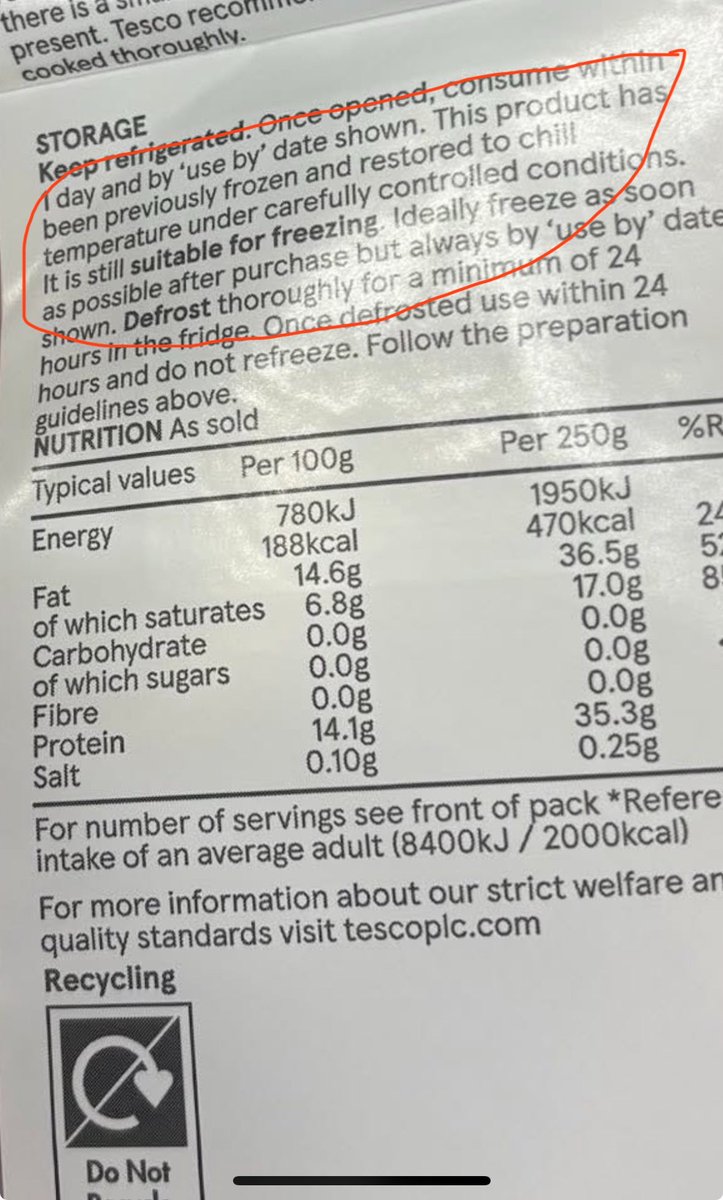 there is a
present. Tesco
cooked thoroughly.
STORAGE
Keep refrigerated. Once opened, consume within
1 day and by ‘use by’ date shown. This product has
been previously frozen and restored to chill
temperature under carefully controlled conditions.
It is still suitable for freezing. Ideally freeze as soon
as possible after purchase but always by ‘use by’ date
shown. Defrost thoroughly for a minimum of 24
hours in the fridge. Once defrosted use within 24
hours and do not refreeze. Follow the preparation
guidelines above.
NUTRITION As sold
Typical values Per 100g Per 250g %R
Energy 780kJ 1950kJ
188kcal 470kcal 24
Fat 14.6g 36.5g 52
of which saturates 6.8g 17.0g 8
Carbohydrate 0.0g 0.0g
of which sugars 0.0g 0.0g
Fibre 0.0g 0.0g
Protein 14.1g 35.3g
Salt 0.10g 0.25g
For number of servings see front of pack *Refere
intake of an average adult (8400kJ / 2000kcal)
For more information about our strict welfare an
quality standards visit tescoplc.com
Recycling
Do Not